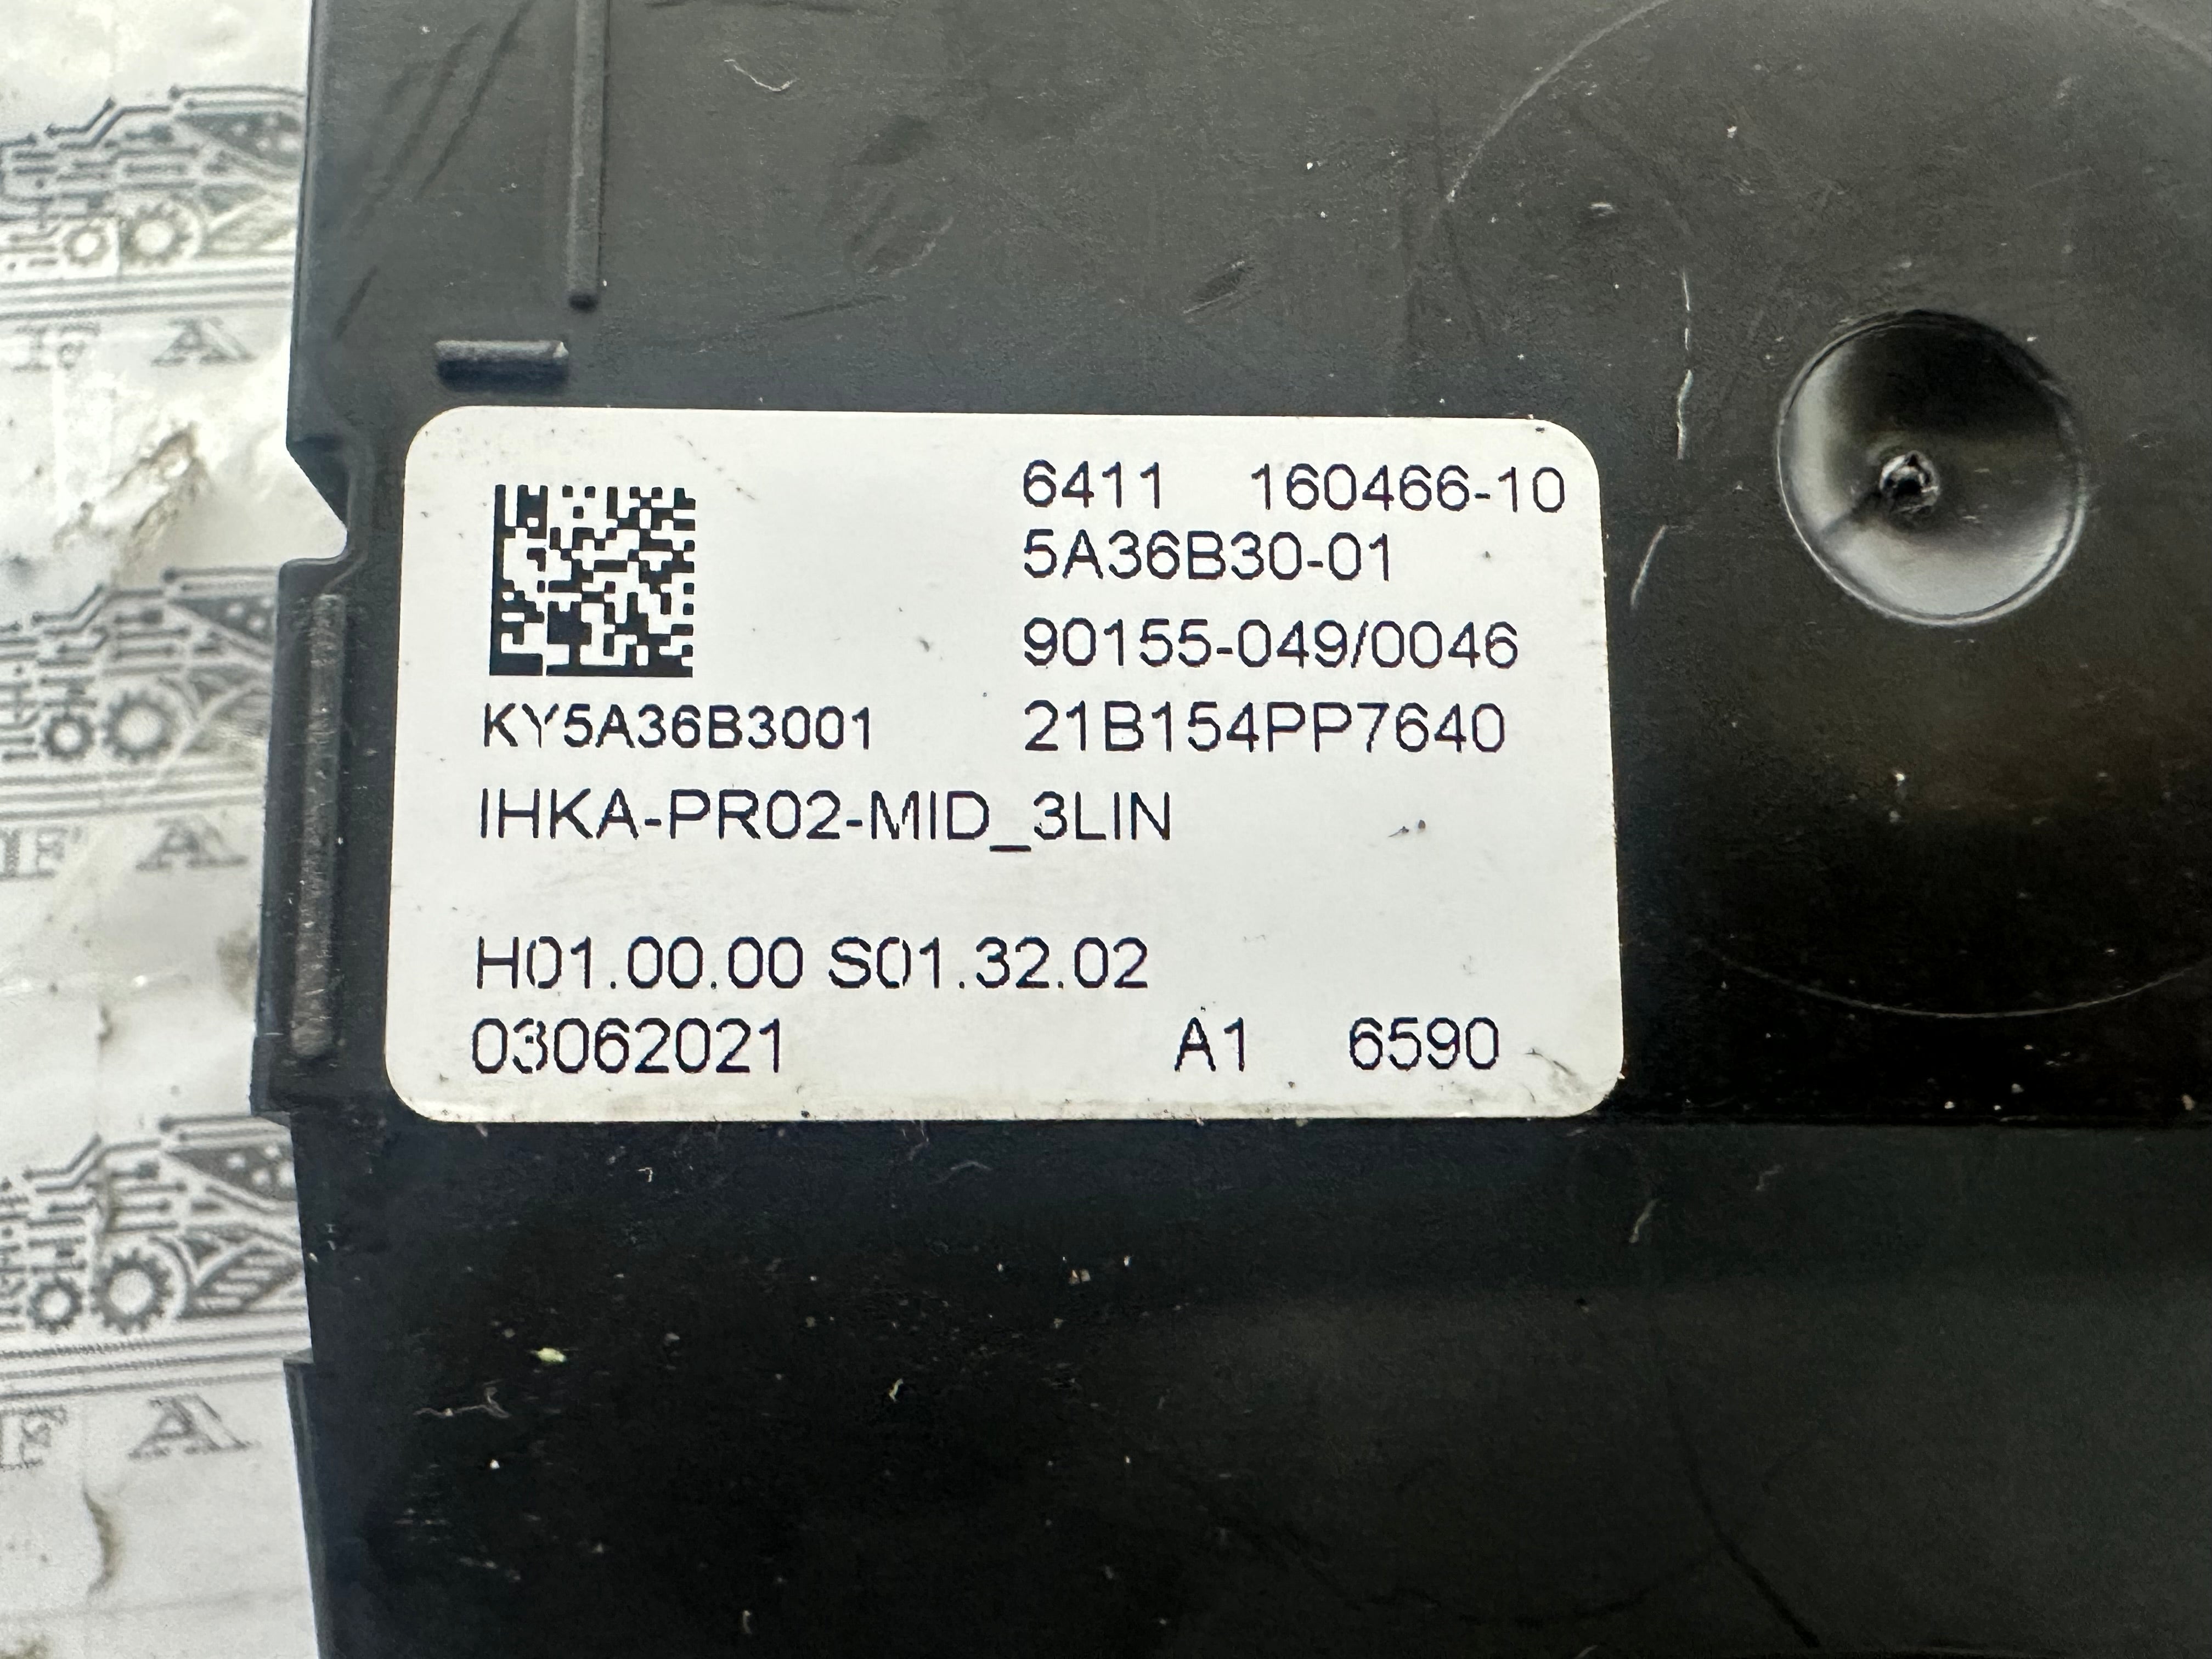 6411 160466-10
5A36B30-01
90155-049/0046
KY5A36B3001 21B154PP7640
IHKA-PR02-MID_3LIN
H01.00.00 S01.32.02
03062021 A1 6590
F A
F A
F A